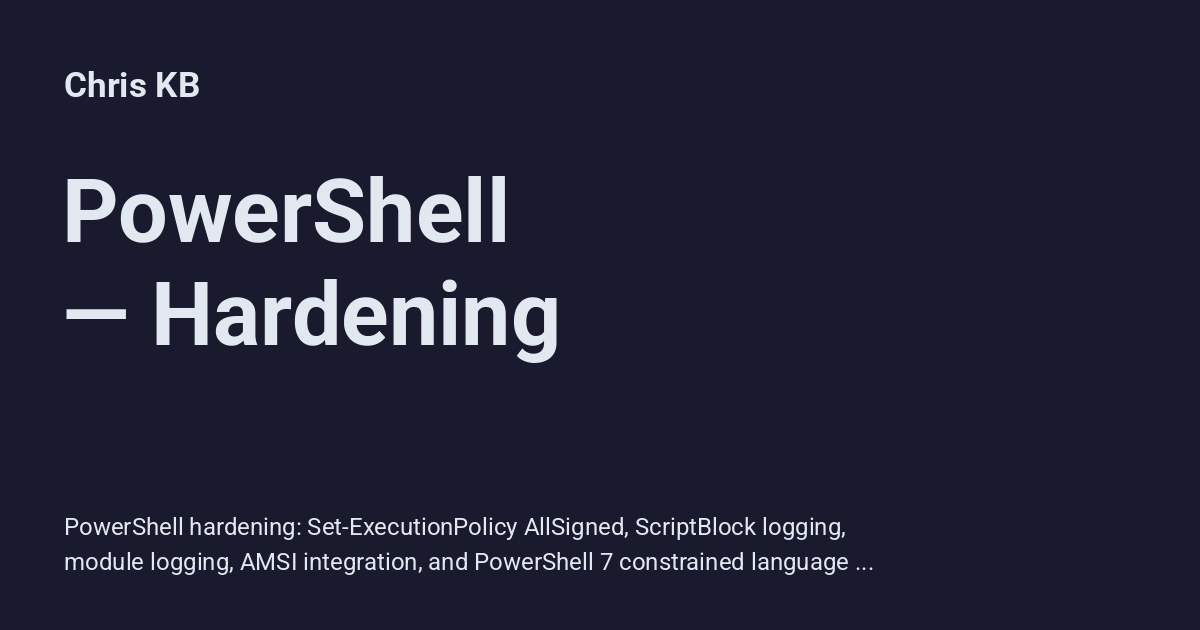 Chris KB
PowerShell
— Hardening
PowerShell hardening: Set-ExecutionPolicy AllSigned, ScriptBlock logging,
module logging, AMSI integration, and PowerShell 7 constrained language ...